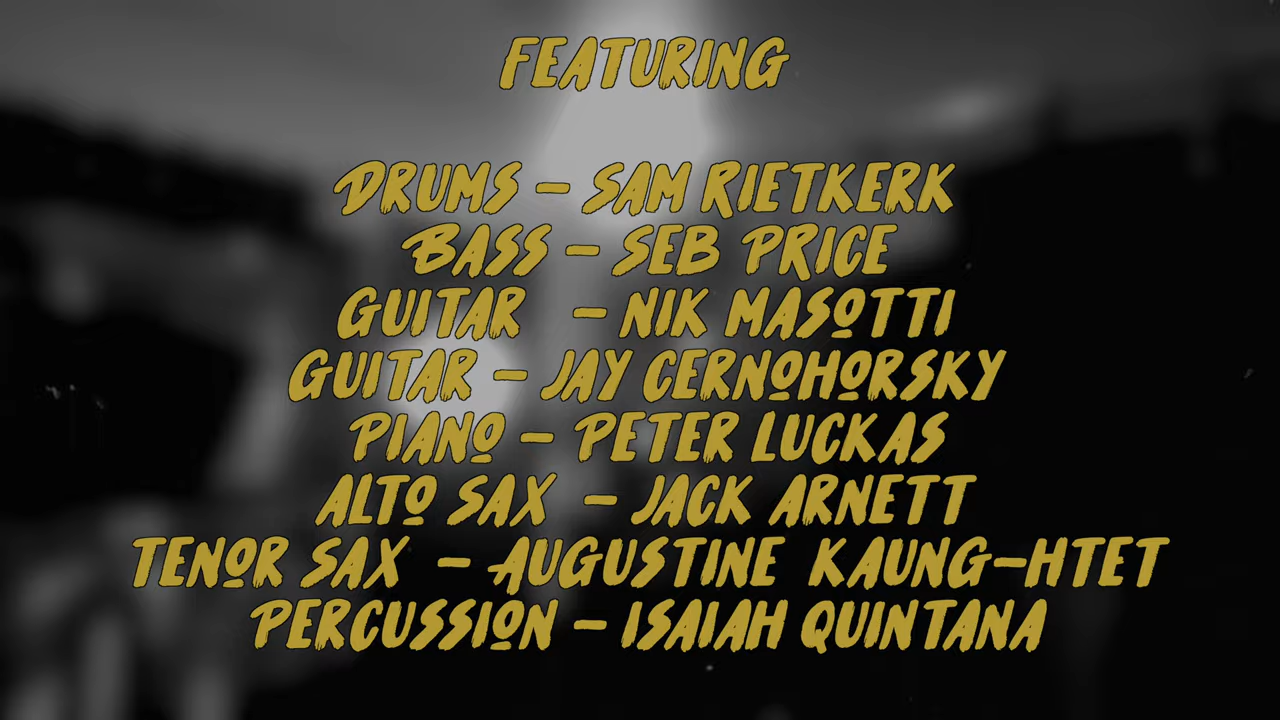 FEATURING
DRUMS - SAM RIETKERK
BASS - SEB PRICE
GUITAR - NIK MASOTTI
GUITAR - JAY CERNOHORSKY
PIANO - PETER LUCKAS
ALTO SAX - JACK ARNETT
TENOR SAX - AUGUSTINE KAUNG-HTET
PERCUSSION - ISAIAH QUINTANA